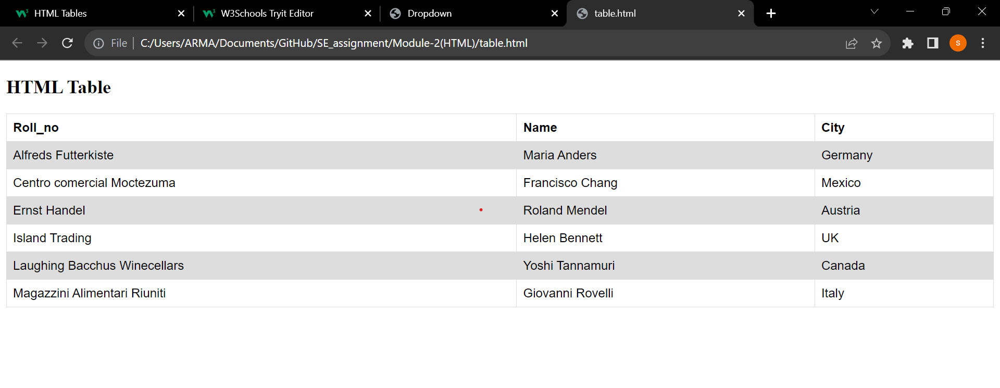 HTML Tables W3Schools Tryit Editor Dropdown table.html
File C:/Users/ARMA/Documents/GitHub/SE_assignment/Module-2(HTML)/table.html s
HTML Table
Roll_no Name City
Alfreds Futterkiste Maria Anders Germany
Centro comercial Moctezuma Francisco Chang Mexico
Ernst Handel Roland Mendel Austria
Island Trading Helen Bennett UK
Laughing Bacchus Winecellars Yoshi Tannamuri Canada
Magazzini Alimentari Riuniti Giovanni Rovelli Italy